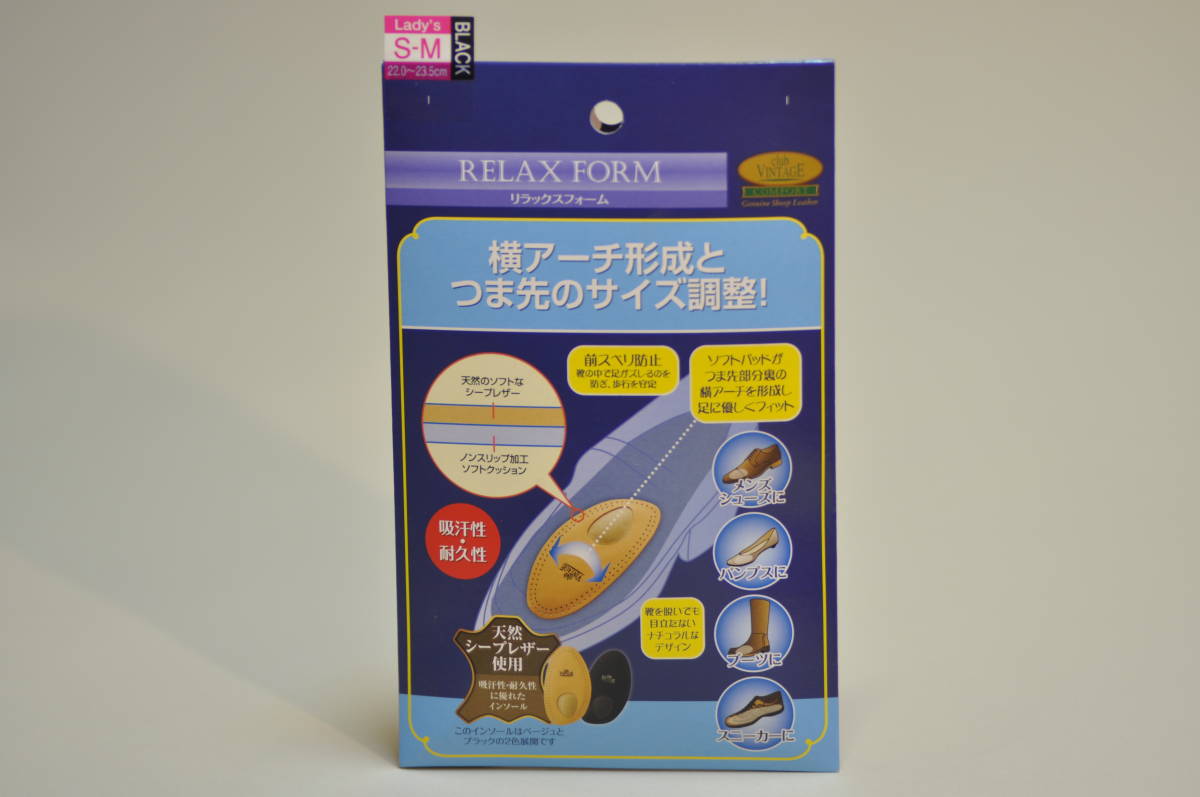 Lady's
S-M
22.0～23.5cm
BLACK
RELAX FORM
リラックスフォーム
club
VINTAGE
COMFORT
Genuine Sheep Leather
横アーチ形成と
つま先のサイズ調整!
天然のソフトな
シープレザー
ノンスリップ加工
ソフトクッション
前スベリ防止
靴の中で足がズレるのを
防ぎ、歩行を安定
ソフトパッドが
つま先部分裏の
横アーチを形成し
足に優しくフィット
吸汗性・
耐久性
メンズ
シューズに
パンプスに
ブーツに
スニーカーに
靴を脱いでも
目立たない
ナチュラルな
デザイン
天然
シープレザー
使用
吸汗性・耐久性
に優れた
インソール
このインソールはベージュと
ブラックの2色展開です